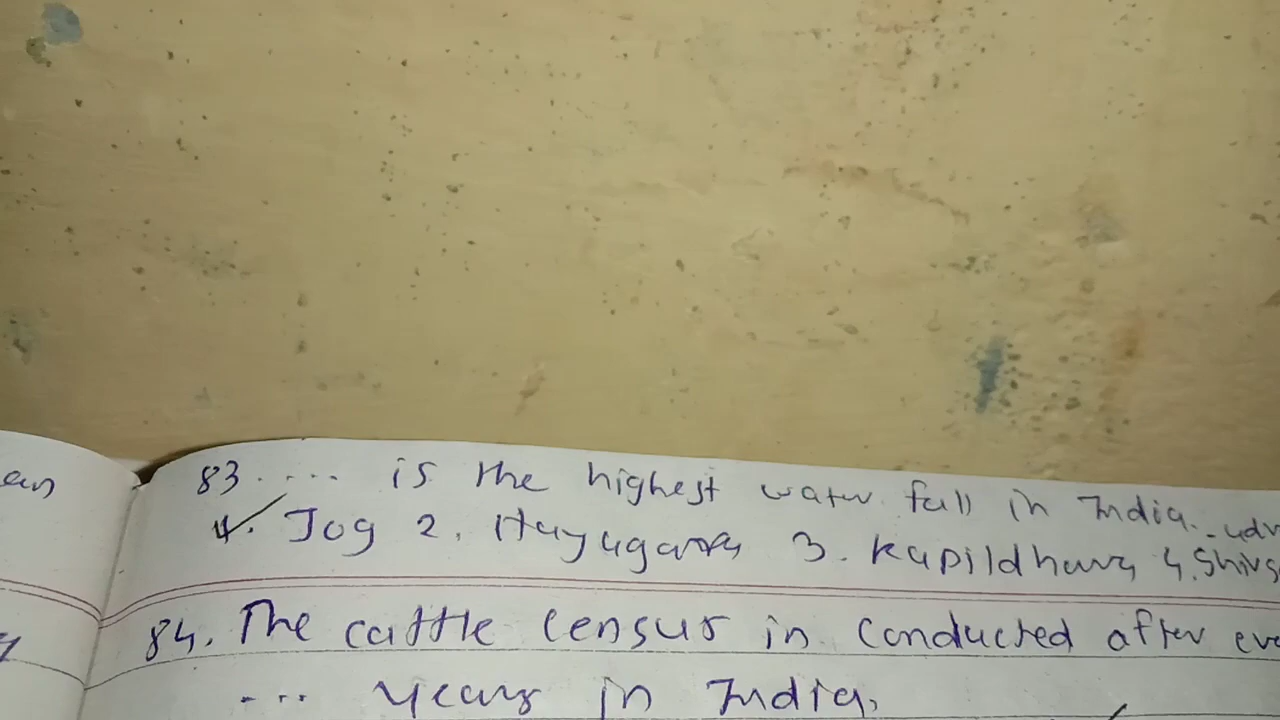 83. .... is the highest water fall in India.
1. Jog 2. 3. Kapildhara 4.
84. The cattle census in conducted after
... years in India.